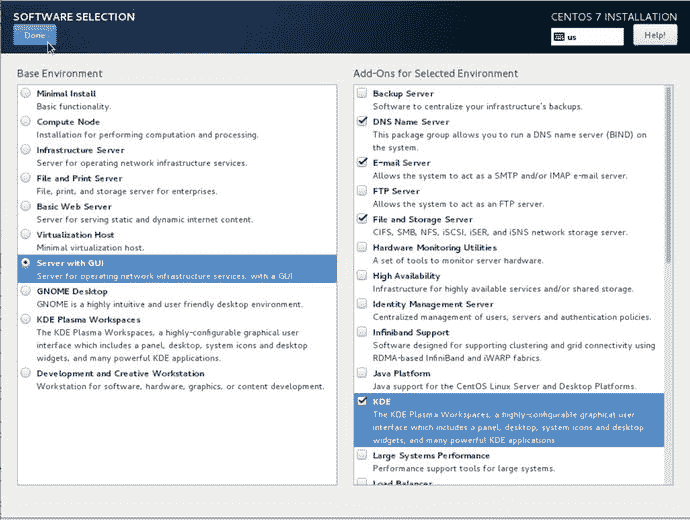 SOFTWARE SELECTION
CENTOS 7 INSTALLATION
Done
us
Help!
Base Environment
Minimal Install
Basic functionality.
Compute Node
Installation for performing computation and processing.
Infrastructure Server
Server for operating network infrastructure services.
File and Print Server
File, print, and storage server for enterprises.
Basic Web Server
Server for serving static and dynamic internet content.
Virtualization Host
Minimal virtualization host.
Server with GUI
Server for operating network infrastructure services, with a GUI
GNOME Desktop
GNOME is a highly intuitive and user friendly desktop environment.
KDE Plasma Workspaces
The KDE Plasma Workspaces, a highly-configurable graphical user
interface which includes a panel, desktop, system icons and desktop
widgets, and many powerful KDE applications.
Development and Creative Workstation
Workstation for software, hardware, graphics, or content development.
Add-Ons for Selected Environment
Backup Server
Software to centralize your infrastructure's backups.
DNS Name Server
This package group allows you to run a DNS name server (BIND) on
the system.
E-mail Server
Allows the system to act as a SMTP and/or IMAP e-mail server.
FTP Server
Allows the system to act as an FTP server.
File and Storage Server
CIFS, SMB, NFS, iSCSI, iSER, and iSNS network storage server.
Hardware Monitoring Utilities
A set of tools to monitor server hardware.
High Availability
Infrastructure for highly available services and/or shared storage.
Identity Management Server
Centralized management of users, servers and authentication policies.
Infiniband Support
Software designed for supporting clustering and grid connectivity using
RDMA-based InfiniBand and iWARP fabrics.
Java Platform
Java support for the CentOS Linux Server and Desktop Platforms.
KDE
The KDE Plasma Workspaces, a highly-configurable graphical user
interface which includes a panel, desktop, system icons and desktop
widgets, and many powerful KDE applications
Large Systems Performance
Performance support tools for large systems.
Load Balancer